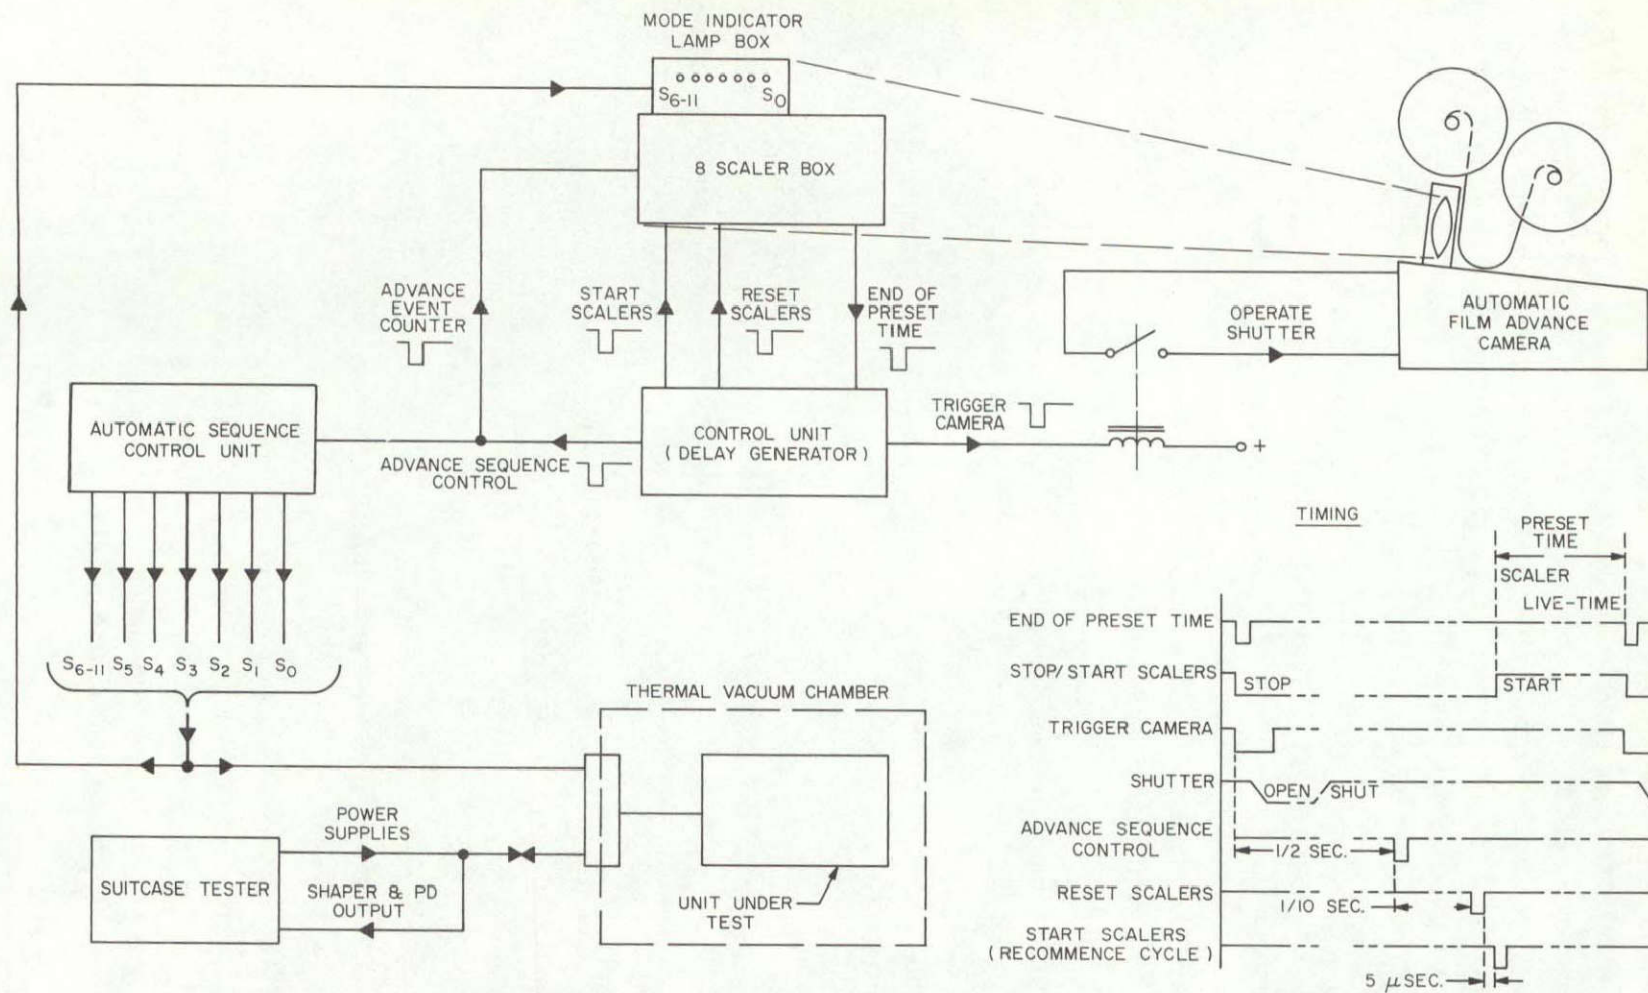 MODE INDICATOR
LAMP BOX
S6-11 S0
8 SCALER BOX
ADVANCE
EVENT
COUNTER
START
SCALERS
RESET
SCALERS
END OF
PRESET
TIME
OPERATE
SHUTTER
AUTOMATIC
FILM ADVANCE
CAMERA
AUTOMATIC SEQUENCE
CONTROL UNIT
ADVANCE SEQUENCE
CONTROL
CONTROL UNIT
(DELAY GENERATOR)
TRIGGER
CAMERA
+
S6-11 S5 S4 S3 S2 S1 S0
THERMAL VACUUM CHAMBER
POWER
SUPPLIES
SUITCASE TESTER
SHAPER & PD
OUTPUT
UNIT UNDER
TEST
TIMING
PRESET
TIME
SCALER
LIVE-TIME
END OF PRESET TIME
STOP/START SCALERS
STOP
START
TRIGGER CAMERA
SHUTTER
OPEN
SHUT
ADVANCE SEQUENCE
CONTROL
1/2 SEC.
RESET SCALERS
1/10 SEC.
START SCALERS
(RECOMMENCE CYCLE)
5 μSEC.